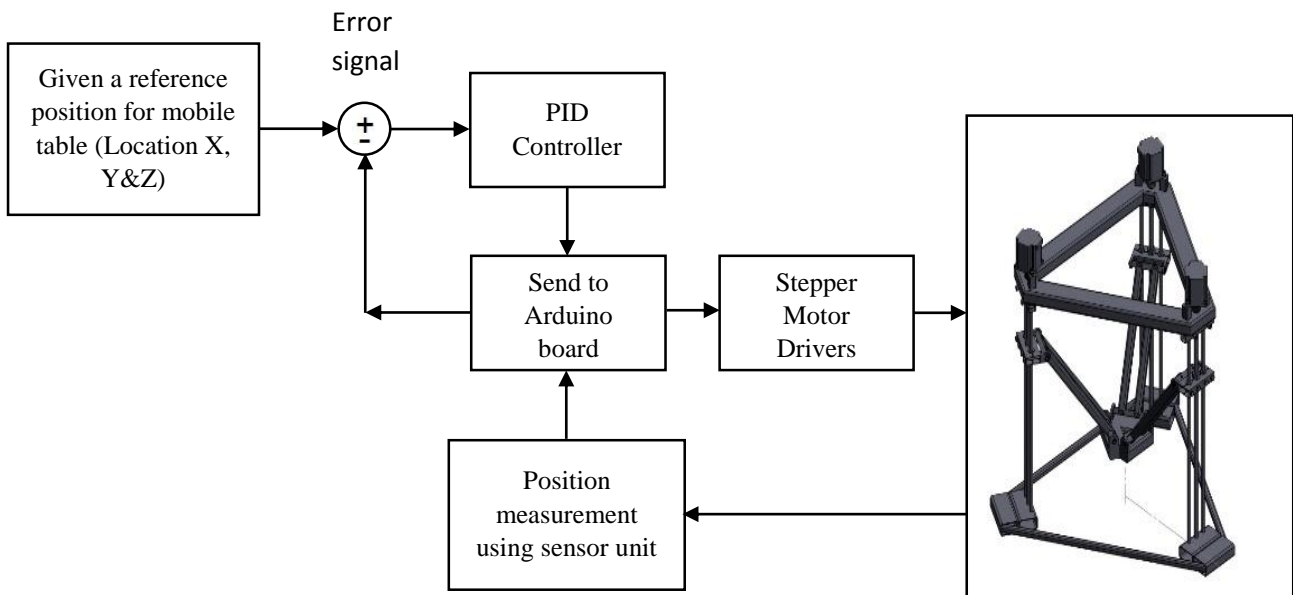 Error
signal
Given a reference
position for mobile
table (Location X,
Y&Z)
+
-
PID
Controller
Send to
Arduino
board
Stepper
Motor
Drivers
Position
measurement
using sensor unit